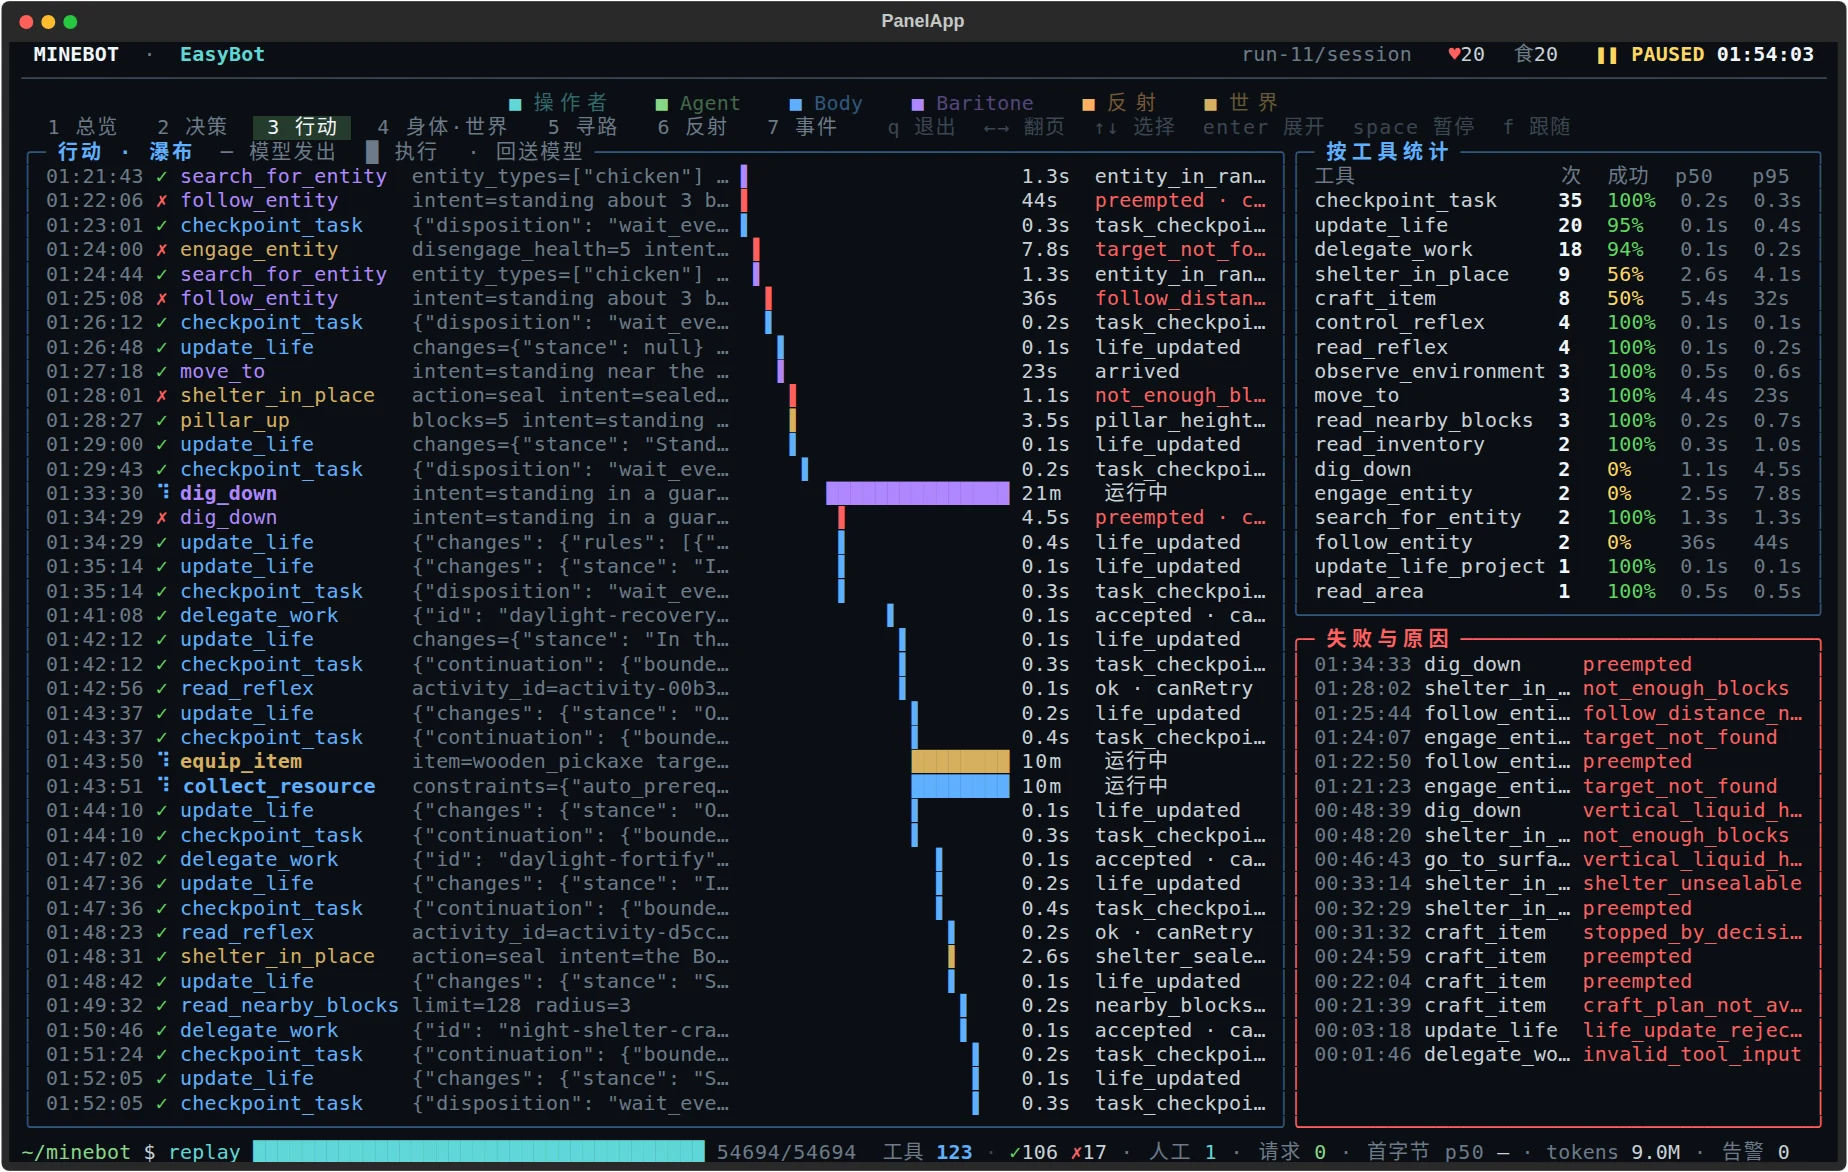 PanelApp
MINEBOT · EasyBot run-11/session ♥20 食20 ❚❚ PAUSED 01:54:03
■ 操作者 ■ Agent ■ Body ■ Baritone ■ 反射 ■ 世界
1 总览 2 决策 3 行动 4 身体·世界 5 寻路 6 反射 7 事件 q 退出 ←→ 翻页 ↑↓ 选择 enter 展开 space 暂停 f 跟随
行动 · 瀑布 — 模型发出 █ 执行 · 回送模型
01:21:43 ✓ search_for_entity entity_types=["chicken"] … 1.3s entity_in_ran…
01:22:06 ✗ follow_entity intent=standing about 3 b… 44s preempted · c…
01:23:01 ✓ checkpoint_task {"disposition": "wait_eve… 0.3s task_checkpoi…
01:24:00 ✗ engage_entity disengage_health=5 intent… 7.8s target_not_fo…
01:24:44 ✓ search_for_entity entity_types=["chicken"] … 1.3s entity_in_ran…
01:25:08 ✗ follow_entity intent=standing about 3 b… 36s follow_distan…
01:26:12 ✓ checkpoint_task {"disposition": "wait_eve… 0.2s task_checkpoi…
01:26:48 ✓ update_life changes={"stance": null} … 0.1s life_updated
01:27:18 ✓ move_to intent=standing near the … 23s arrived
01:28:01 ✗ shelter_in_place action=seal intent=sealed… 1.1s not_enough_bl…
01:28:27 ✓ pillar_up blocks=5 intent=standing … 3.5s pillar_height…
01:29:00 ✓ update_life changes={"stance": "Stand… 0.1s life_updated
01:29:43 ✓ checkpoint_task {"disposition": "wait_eve… 0.2s task_checkpoi…
01:33:30 dig_down intent=standing in a guar… 21m 运行中
01:34:29 ✗ dig_down intent=standing in a guar… 4.5s preempted · c…
01:34:29 ✓ update_life {"changes": {"rules": [{"… 0.4s life_updated
01:35:14 ✓ update_life {"changes": {"stance": "I… 0.1s life_updated
01:35:14 ✓ checkpoint_task {"disposition": "wait_eve… 0.3s task_checkpoi…
01:41:08 ✓ delegate_work {"id": "daylight-recovery… 0.1s accepted · ca…
01:42:12 ✓ update_life changes={"stance": "In th… 0.1s life_updated
01:42:12 ✓ checkpoint_task {"continuation": {"bounde… 0.3s task_checkpoi…
01:42:56 ✓ read_reflex activity_id=activity-00b3… 0.1s ok · canRetry
01:43:37 ✓ update_life {"changes": {"stance": "O… 0.2s life_updated
01:43:37 ✓ checkpoint_task {"continuation": {"bounde… 0.4s task_checkpoi…
01:43:50 equip_item item=wooden_pickaxe targe… 10m 运行中
01:43:51 collect_resource constraints={"auto_prereq… 10m 运行中
01:44:10 ✓ update_life {"changes": {"stance": "O… 0.1s life_updated
01:44:10 ✓ checkpoint_task {"continuation": {"bounde… 0.3s task_checkpoi…
01:47:02 ✓ delegate_work {"id": "daylight-fortify"… 0.1s accepted · ca…
01:47:36 ✓ update_life {"changes": {"stance": "I… 0.2s life_updated
01:47:36 ✓ checkpoint_task {"continuation": {"bounde… 0.4s task_checkpoi…
01:48:23 ✓ read_reflex activity_id=activity-d5cc… 0.2s ok · canRetry
01:48:31 ✓ shelter_in_place action=seal intent=the Bo… 2.6s shelter_seale…
01:48:42 ✓ update_life {"changes": {"stance": "S… 0.1s life_updated
01:49:32 ✓ read_nearby_blocks limit=128 radius=3 0.2s nearby_blocks…
01:50:46 ✓ delegate_work {"id": "night-shelter-cra… 0.1s accepted · ca…
01:51:24 ✓ checkpoint_task {"continuation": {"bounde… 0.2s task_checkpoi…
01:52:05 ✓ update_life {"changes": {"stance": "S… 0.1s life_updated
01:52:05 ✓ checkpoint_task {"disposition": "wait_eve… 0.3s task_checkpoi…
按工具统计
工具 次 成功 p50 p95
checkpoint_task 35 100% 0.2s 0.3s
update_life 20 95% 0.1s 0.4s
delegate_work 18 94% 0.1s 0.2s
shelter_in_place 9 56% 2.6s 4.1s
craft_item 8 50% 5.4s 32s
control_reflex 4 100% 0.1s 0.1s
read_reflex 4 100% 0.1s 0.2s
observe_environment 3 100% 0.5s 0.6s
move_to 3 100% 4.4s 23s
read_nearby_blocks 3 100% 0.2s 0.7s
read_inventory 2 100% 0.3s 1.0s
dig_down 2 0% 1.1s 4.5s
engage_entity 2 0% 2.5s 7.8s
search_for_entity 2 100% 1.3s 1.3s
follow_entity 2 0% 36s 44s
update_life_project 1 100% 0.1s 0.1s
read_area 1 100% 0.5s 0.5s
失败与原因
01:34:33 dig_down preempted
01:28:02 shelter_in_… not_enough_blocks
01:25:44 follow_enti… follow_distance_n…
01:24:07 engage_enti… target_not_found
01:22:50 follow_enti… preempted
01:21:23 engage_enti… target_not_found
00:48:39 dig_down vertical_liquid_h…
00:48:20 shelter_in_… not_enough_blocks
00:46:43 go_to_surfa… vertical_liquid_h…
00:33:14 shelter_in_… shelter_unsealable
00:32:29 shelter_in_… preempted
00:31:32 craft_item stopped_by_decisi…
00:24:59 craft_item preempted
00:22:04 craft_item preempted
00:21:39 craft_item craft_plan_not_av…
00:03:18 update_life life_update_rejec…
00:01:46 delegate_wo… invalid_tool_input
~/minebot $ replay 54694/54694 工具 123 · ✓106 ✗17 · 人工 1 · 请求 0 · 首字节 p50 — · tokens 9.0M · 告警 0